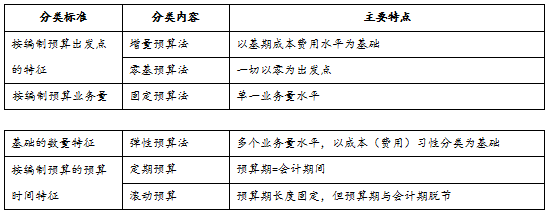 分类标准 分类内容 主要特点
按编制预算出发点 增量预算法 以基期成本费用水平为基础
的特征 零基预算法 一切以零为出发点
按编制预算业务量 固定预算法 单一业务量水平
基础的数量特征 弹性预算法 多个业务量水平，以成本（费用）习性分类为基础
按编制预算的预算 定期预算 预算期=会计期间
时间特征 滚动预算 预算期长度固定，但预算期与会计期脱节